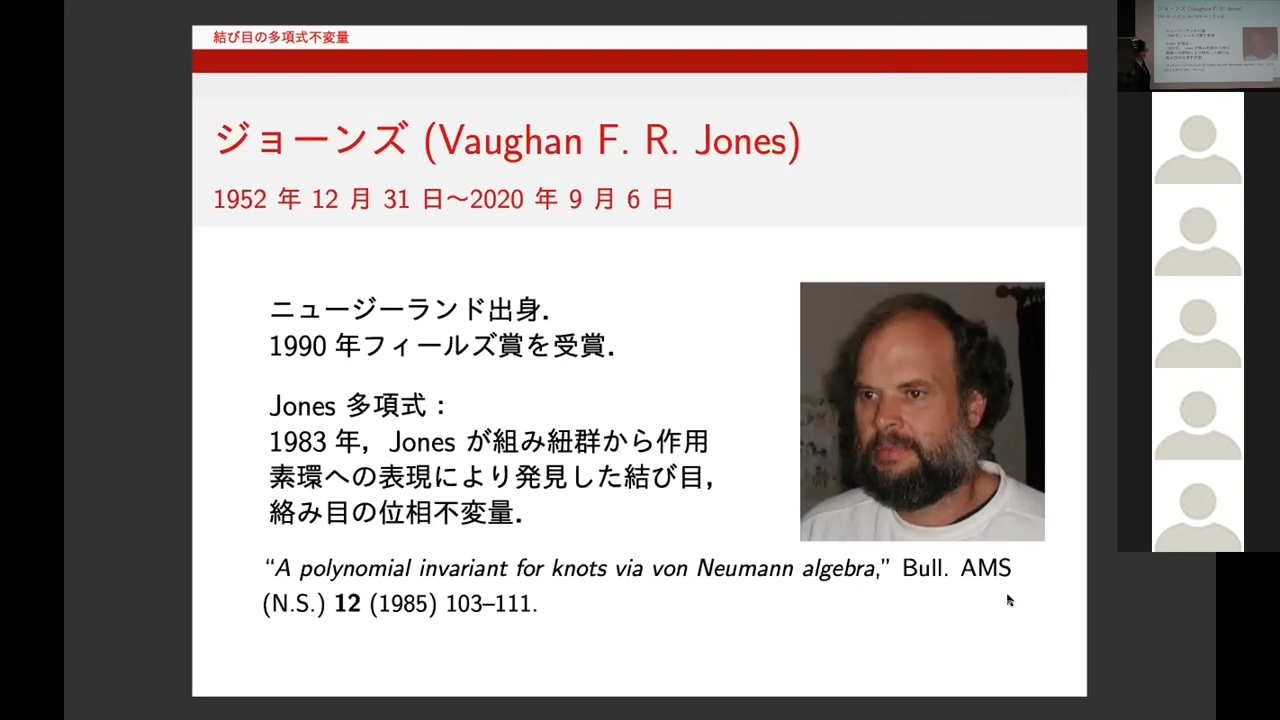 結び目の多項式不変量
ジョーンズ (Vaughan F. R. Jones)
1952 年 12 月 31 日〜2020 年 9 月 6 日
ニュージーランド出身.
1990 年フィールズ賞を受賞.
Jones 多項式：
1983 年，Jones が組み紐群から作用
素環への表現により発見した結び目，
絡み目の位相不変量.
“A polynomial invariant for knots via von Neumann algebra,” Bull. AMS
(N.S.) 12 (1985) 103–111.